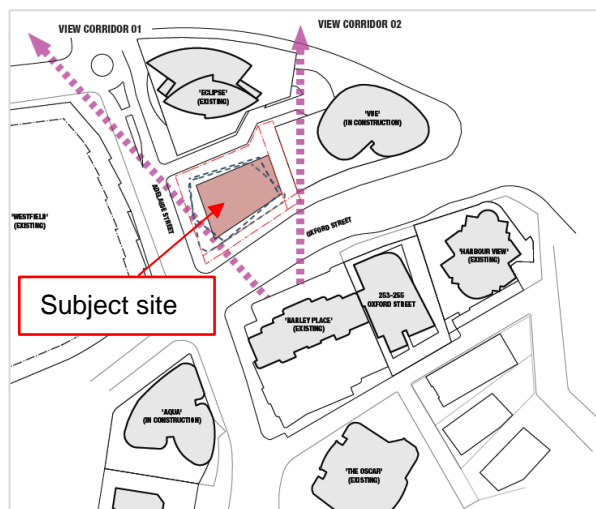 VIEW CORRIDOR 01
VIEW CORRIDOR 02
'ECLIPSE'
(EXISTING)
'VUE'
(IN CONSTRUCTION)
ADELAIDE STREET
'WESTFIELD'
(EXISTING)
OXFORD STREET
'HARBOUR VIEW'
(EXISTING)
Subject site
253-255
OXFORD STREET
'HARLEY PLACE'
(EXISTING)
'AQUA'
(IN CONSTRUCTION)
'THE OSCAR'
(EXISTING)